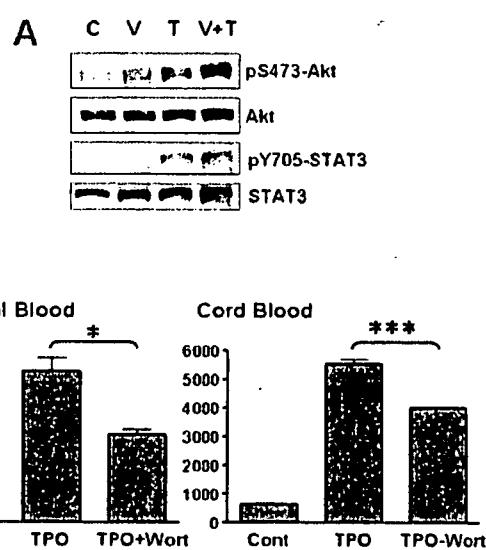 A
C V T V+T
pS473-Akt
Akt
pY705-STAT3
STAT3
l Blood
*
TPO TPO+Wort
Cord Blood
***
6000
5000
4000
3000
2000
1000
0
Cont TPO TPO-Wort